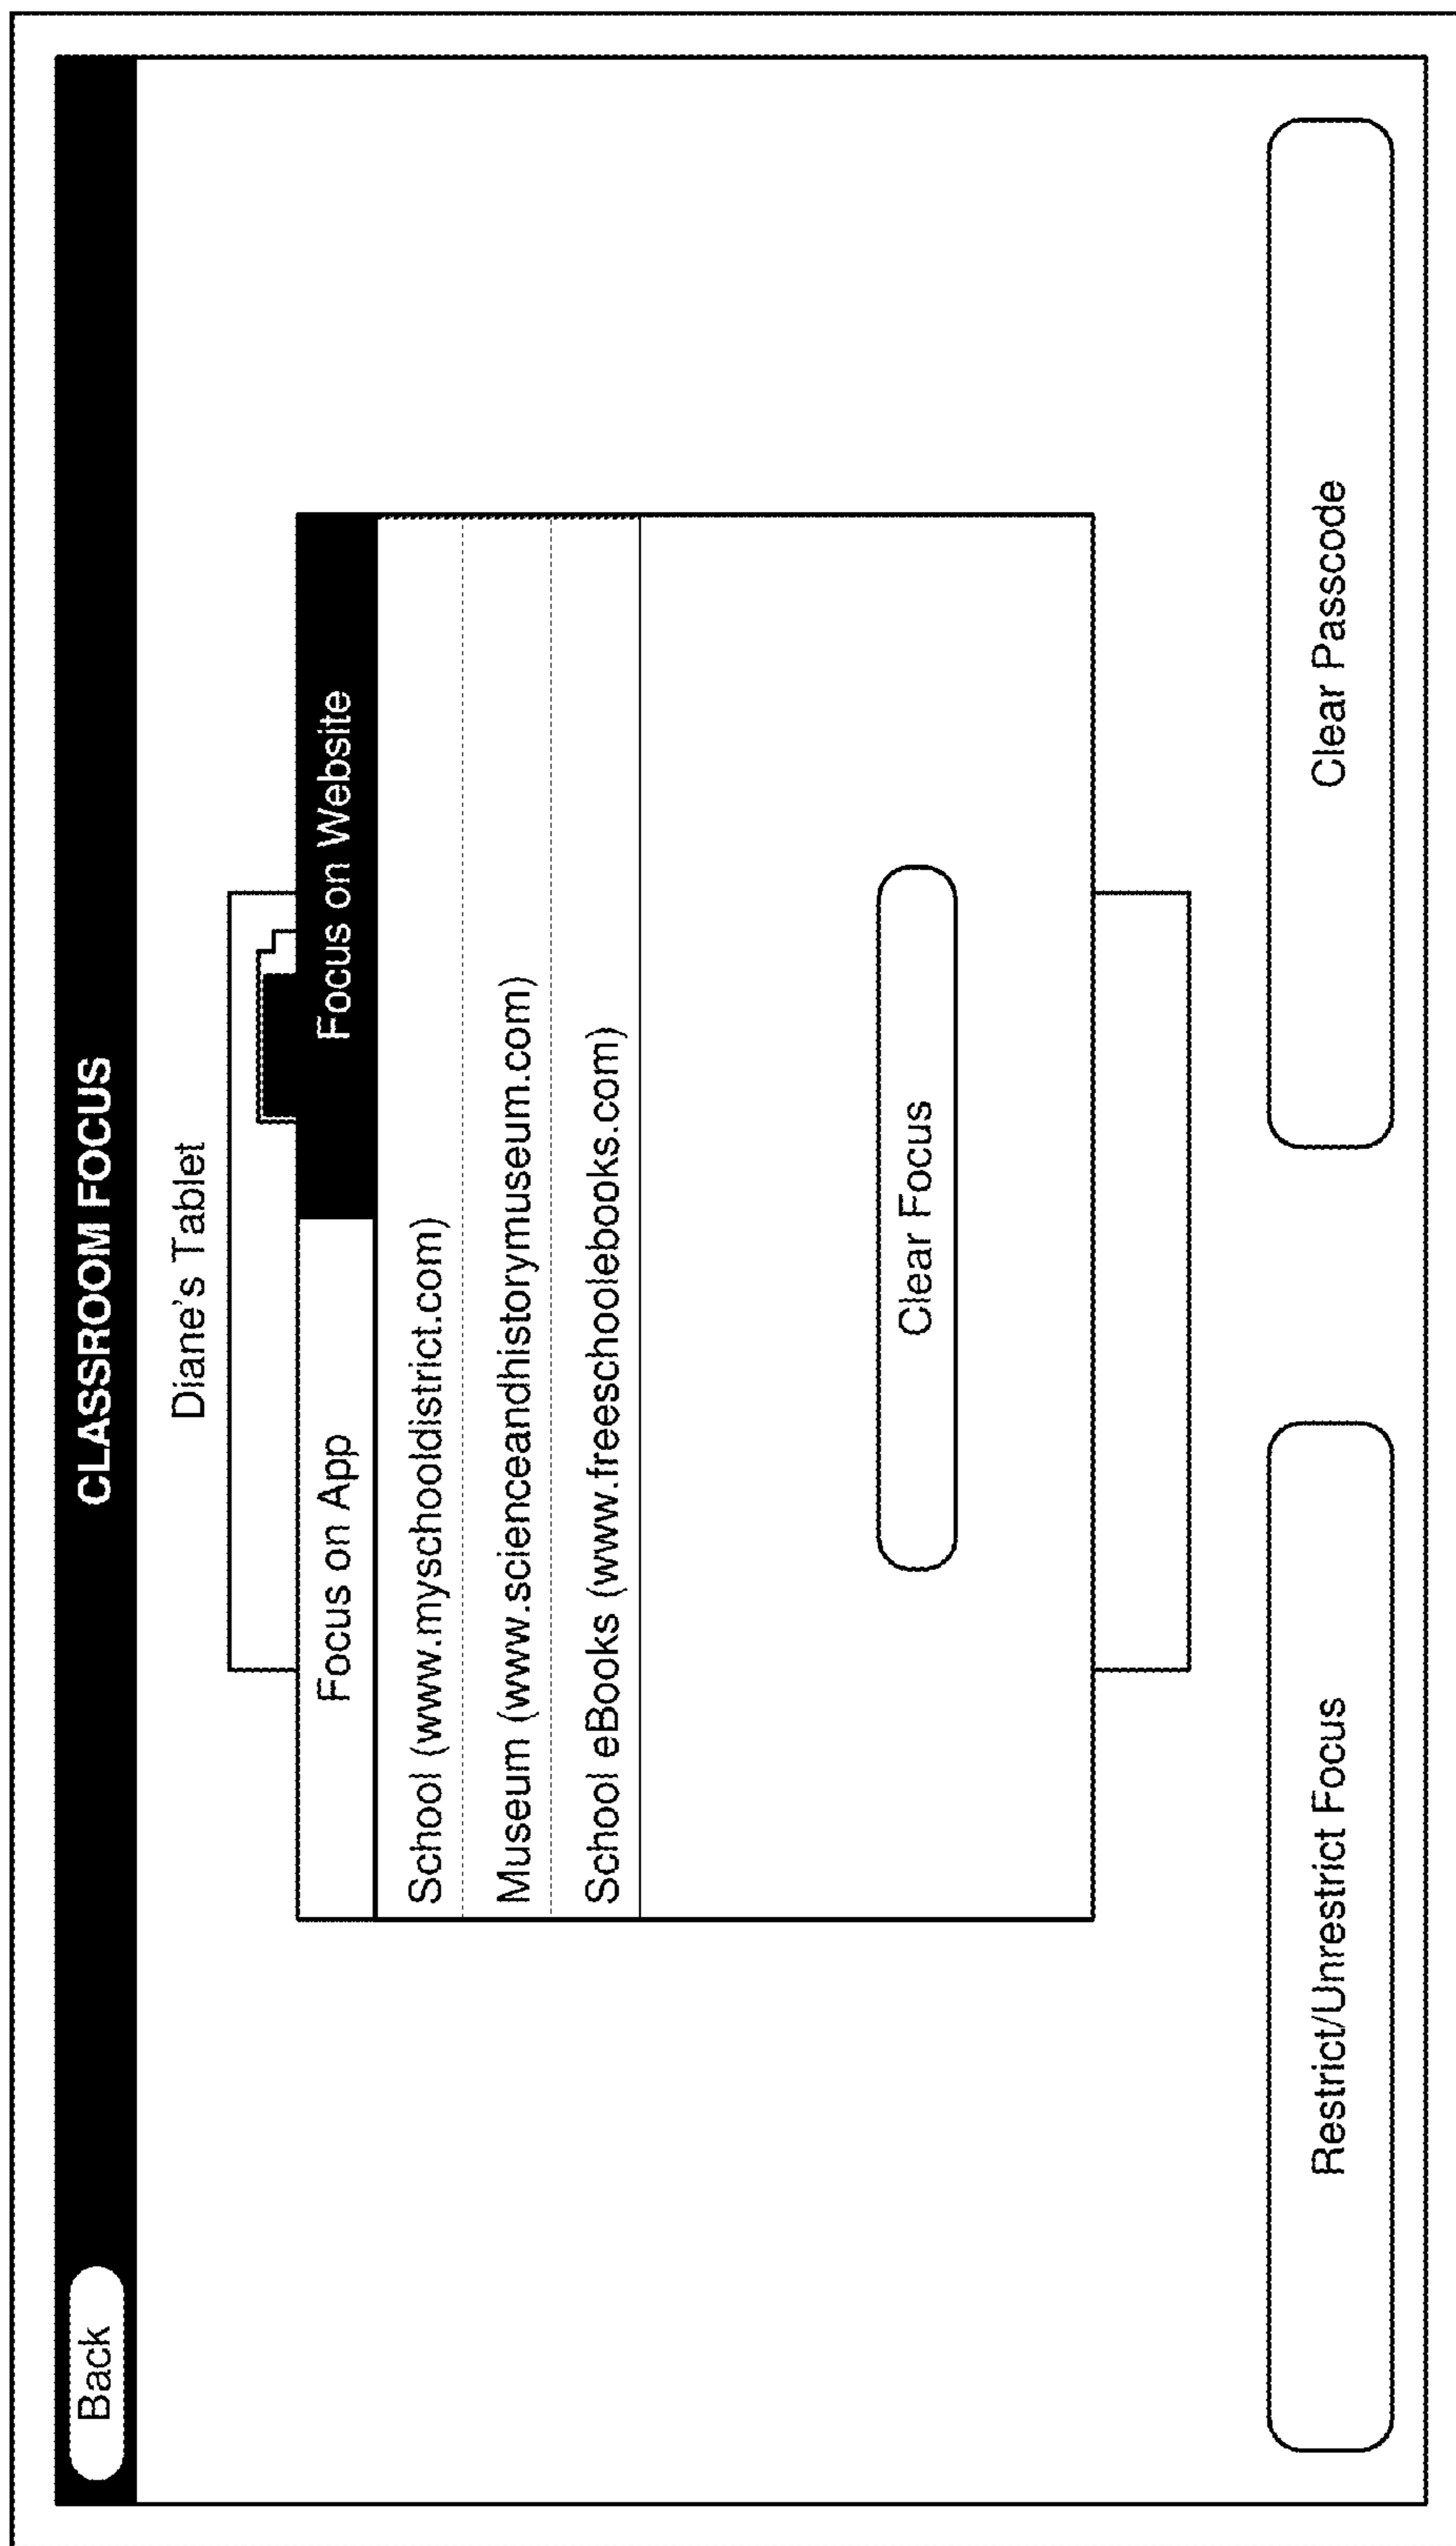 Back
CLASSROOM FOCUS
Diane's Tablet
Focus on App
Focus on Website
School (www.myschooldistrict.com)
Museum (www.scienceandhistorymuseum.com)
School eBooks (www.freeschoolebooks.com)
Clear Focus
Restrict/Unrestrict Focus
Clear Passcode